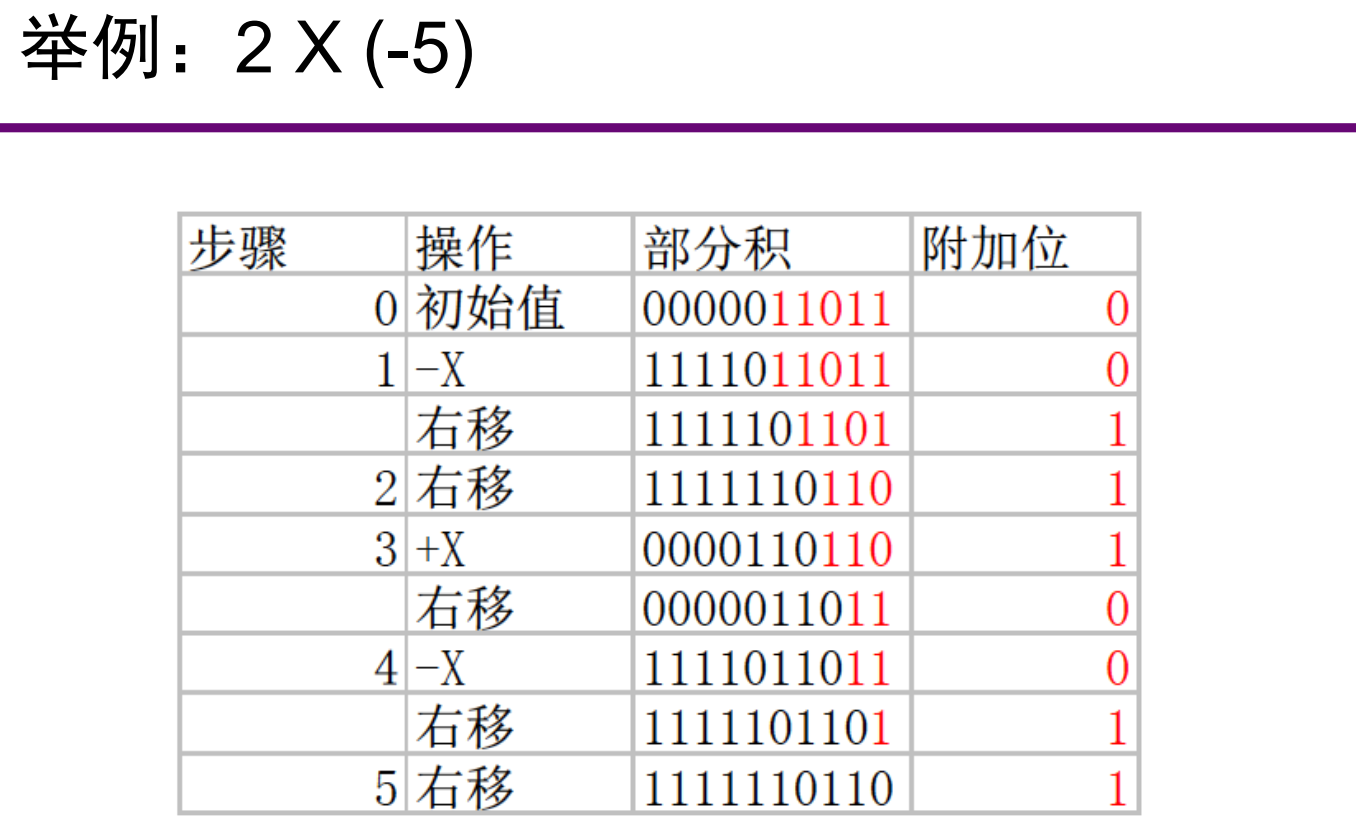 举例：2 X (-5)
步骤 操作 部分积 附加位
0 初始值 0000011011 0
1 -X 1111011011 0
右移 1111101101 1
2 右移 1111110110 1
3 +X 0000110110 1
右移 0000011011 0
4 -X 1111011011 0
右移 1111101101 1
5 右移 1111110110 1